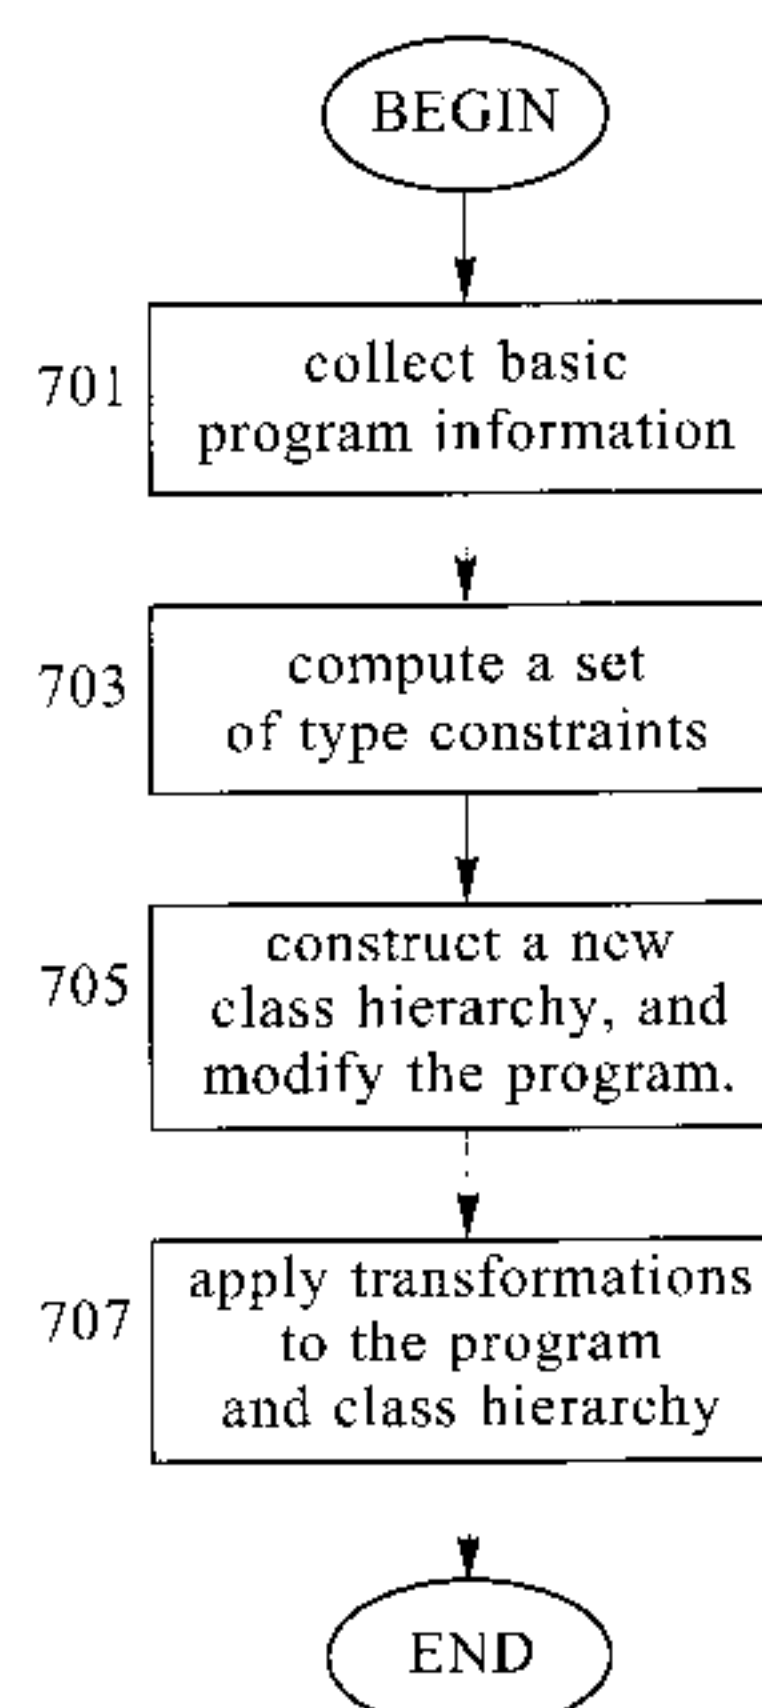 BEGIN
701
collect basic
program information
703
compute a set
of type constraints
705
construct a new
class hierarchy, and
modify the program.
707
apply transformations
to the program
and class hierarchy
END